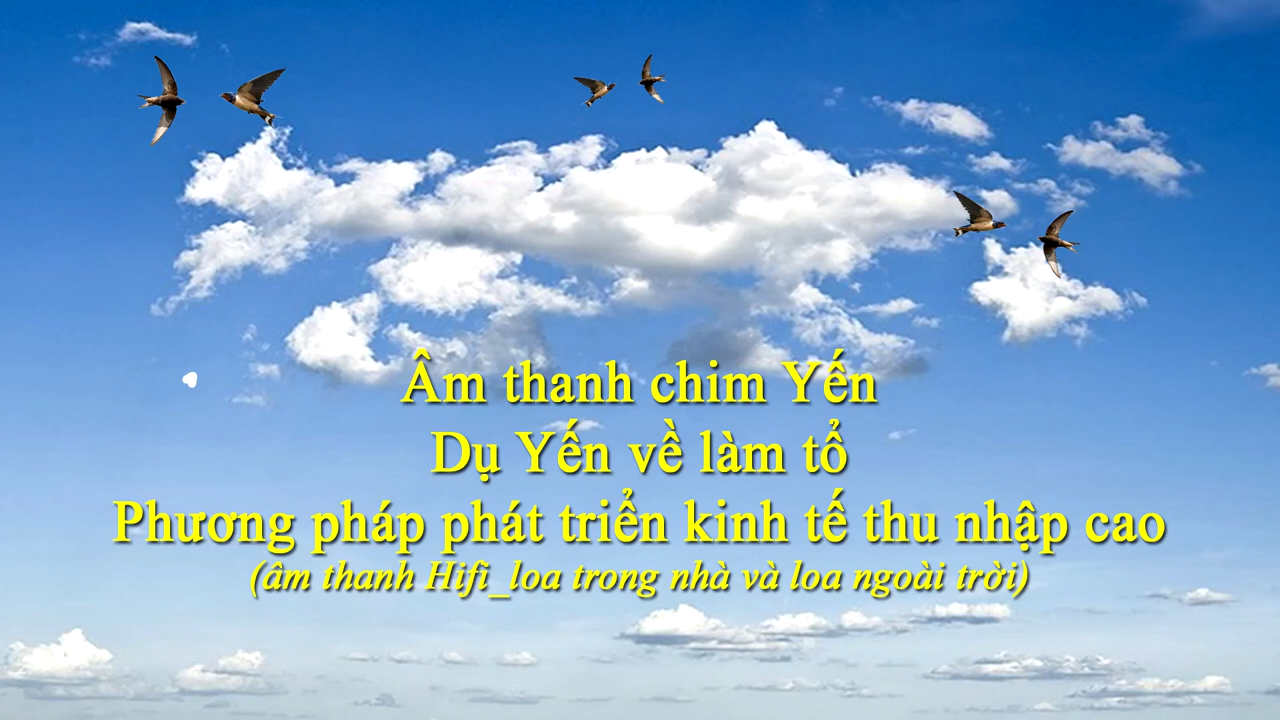 Âm thanh chim Yến
Dụ Yến về làm tổ
Phương pháp phát triển kinh tế thu nhập cao
(âm thanh Hifi_loa trong nhà và loa ngoài trời)